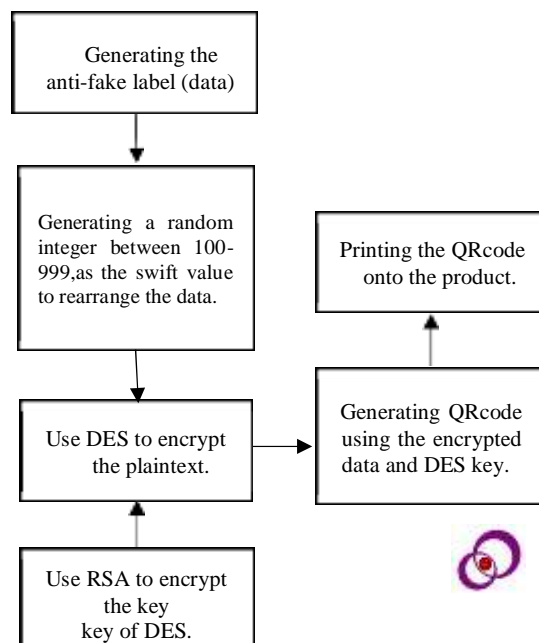 Generating the
anti-fake label (data)
Generating a random
integer between 100-
999,as the swift value
to rearrange the data.
Use DES to encrypt
the plaintext.
Use RSA to encrypt
the key
key of DES.
Generating QRcode
using the encrypted
data and DES key.
Printing the QRcode
onto the product.